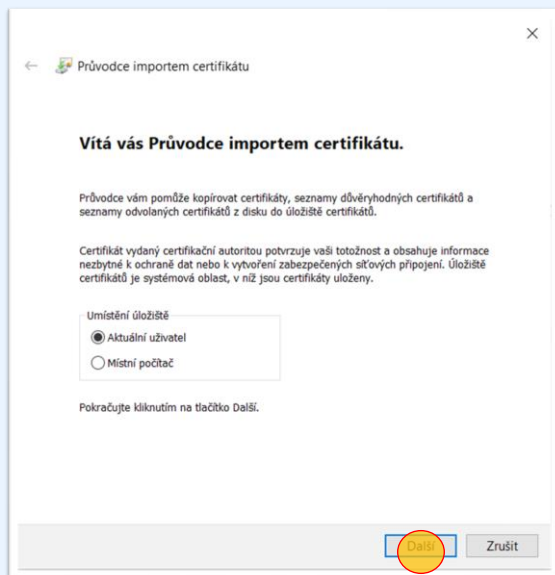 Průvodce importem certifikátu
Vítá vás Průvodce importem certifikátu.
Průvodce vám pomůže kopírovat certifikáty, seznamy důvěryhodných certifikátů a
seznamy odvolaných certifikátů z disku do úložiště certifikátů.
Certifikát vydaný certifikační autoritou potvrzuje vaši totožnost a obsahuje informace
nezbytné k ochraně dat nebo k vytvoření zabezpečených síťových připojení. Úložiště
certifikátů je systémová oblast, v níž jsou certifikáty uloženy.
Umístění úložiště
Aktuální uživatel
Místní počítač
Pokračujte kliknutím na tlačítko Další.
Další
Zrušit